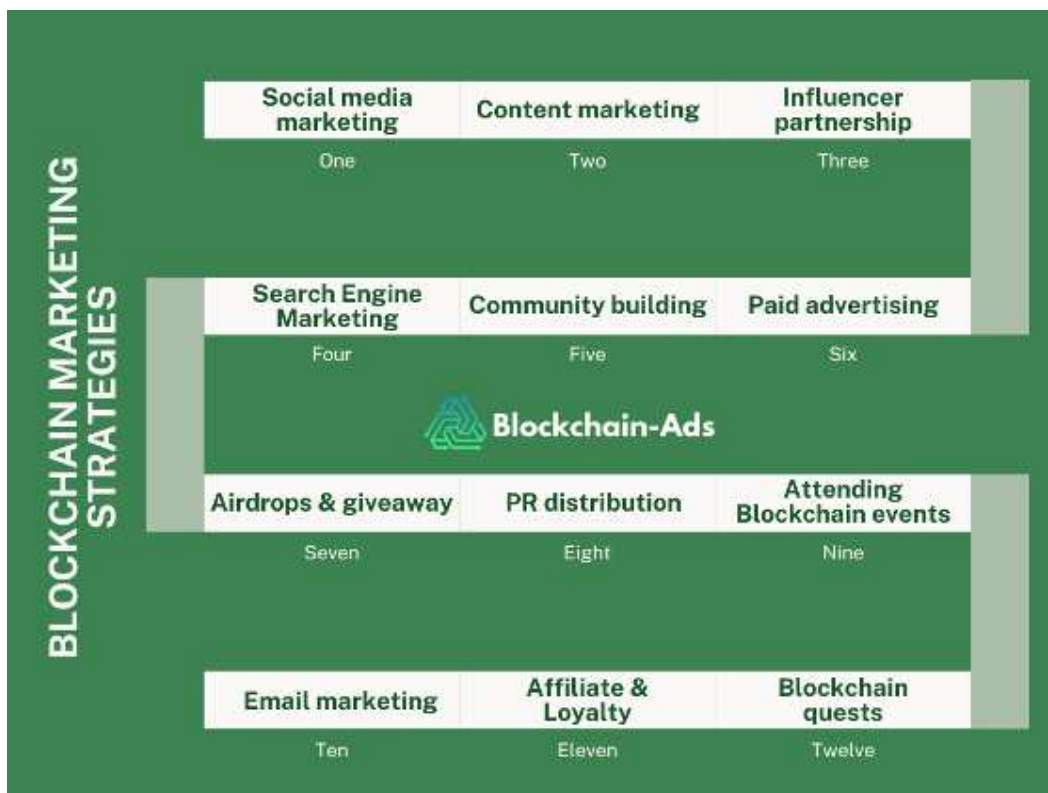 BLOCKCHAIN MARKETING
STRATEGIES
Social media
marketing
One
Content marketing
Two
Influencer
partnership
Three
Search Engine
Marketing
Four
Community building
Five
Paid advertising
Six
Blockchain-Ads
Airdrops & giveaway
Seven
PR distribution
Eight
Attending
Blockchain events
Nine
Email marketing
Ten
Affiliate &
Loyalty
Eleven
Blockchain
quests
Twelve